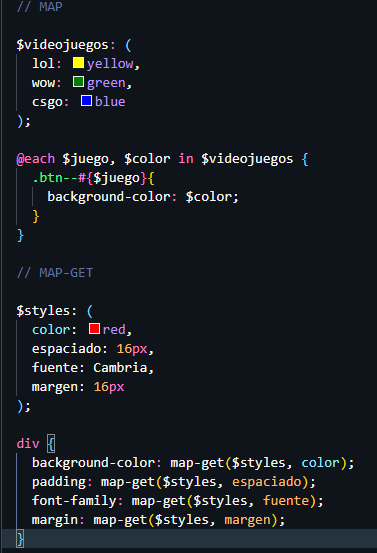 // MAP
$videojuegos: (
lol: yellow,
wow: green,
csgo: blue
);
@each $juego, $color in $videojuegos {
.btn--#{$juego}{
background-color: $color;
}
}
// MAP-GET
$styles: (
color: red,
espaciado: 16px,
fuente: Cambria,
margen: 16px
);
div {
background-color: map-get($styles, color);
padding: map-get($styles, espaciado);
font-family: map-get($styles, fuente);
margin: map-get($styles, margen);
}